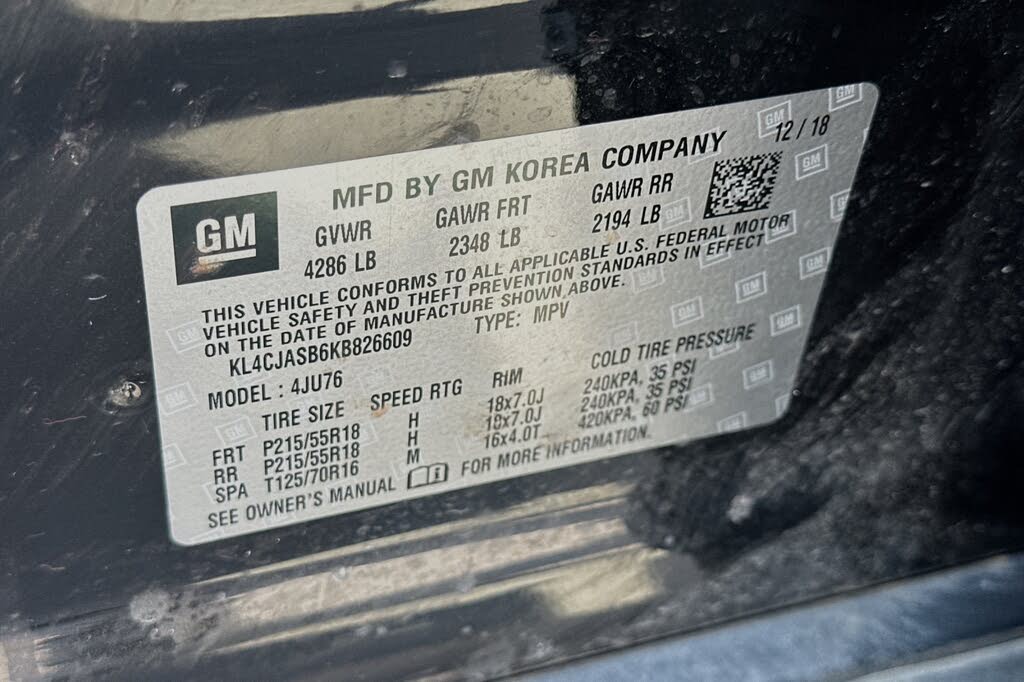 GM
MFD BY GM KOREA COMPANY 12/18
GVWR GAWR FRT GAWR RR
4286 LB 2348 LB 2194 LB
THIS VEHICLE CONFORMS TO ALL APPLICABLE U.S. FEDERAL MOTOR
VEHICLE SAFETY AND THEFT PREVENTION STANDARDS IN EFFECT
ON THE DATE OF MANUFACTURE SHOWN ABOVE.
KL4CJASB6KB826609 TYPE: MPV
MODEL : 4JU76
TIRE SIZE SPEED RTG RIM COLD TIRE PRESSURE
FRT P215/55R18 H 18x7.0J 240KPA, 35 PSI
RR P215/55R18 H 18x7.0J 240KPA, 35 PSI
SPA T125/70R16 M 16x4.0T 420KPA, 60 PSI
SEE OWNER'S MANUAL FOR MORE INFORMATION.